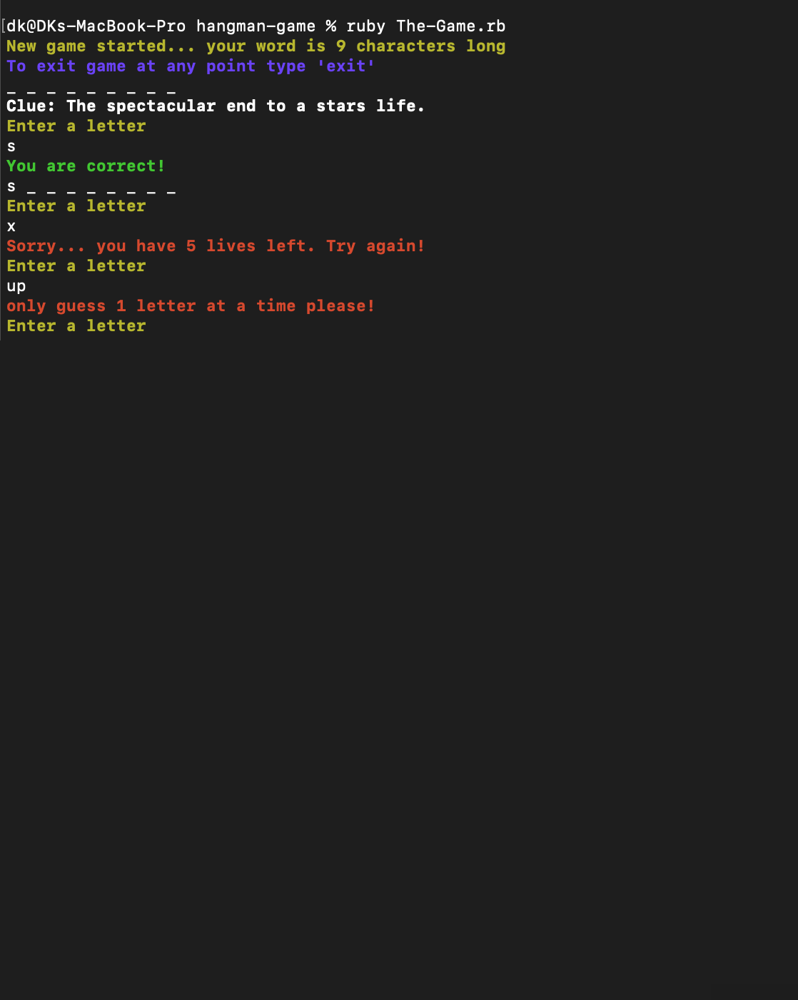 [dk@DKs-MacBook-Pro hangman-game % ruby The-Game.rb
New game started... your word is 9 characters long
To exit game at any point type 'exit'
_ _ _ _ _ _ _ _ _
Clue: The spectacular end to a stars life.
Enter a letter
s
You are correct!
s _ _ _ _ _ _ _ _
Enter a letter
x
Sorry... you have 5 lives left. Try again!
Enter a letter
up
only guess 1 letter at a time please!
Enter a letter